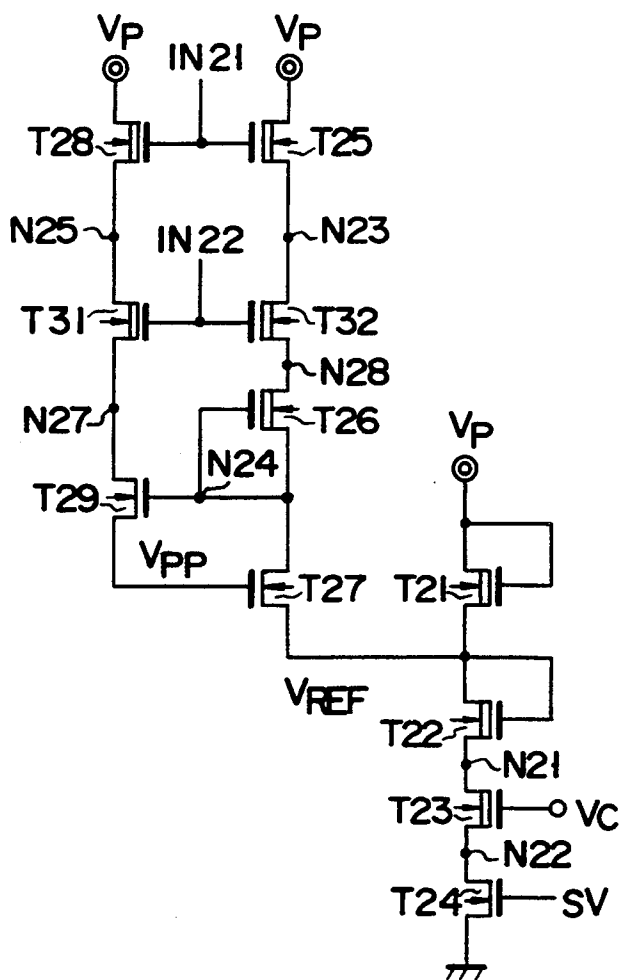 VP
VP
IN21
T28
T25
N25
IN22
N23
T31
T32
N28
N27
T26
VP
N24
T29
VPP
T27
T21
VREF
T22
N21
T23
VC
N22
T24
SV